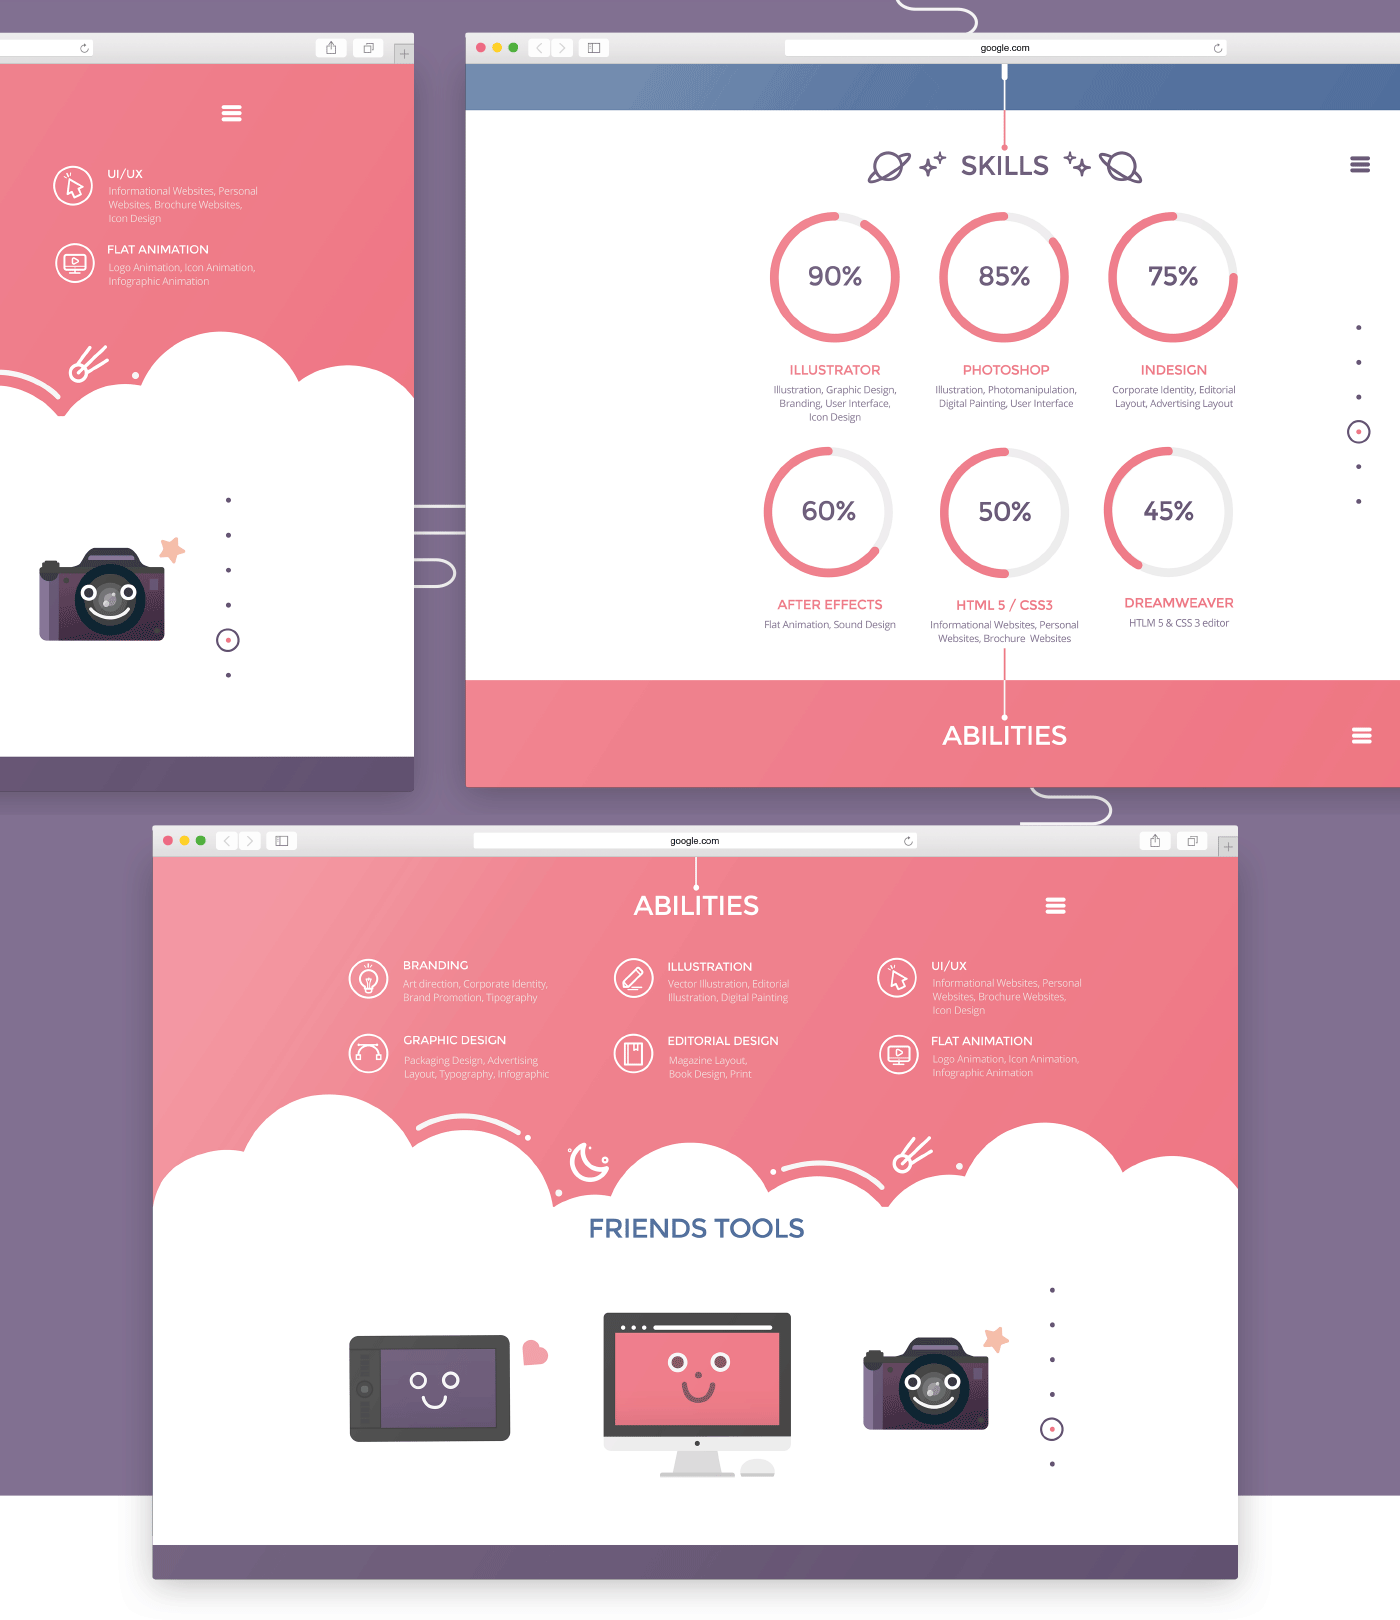 UI/UX
Informational Websites, Personal
Websites, Brochure Websites,
Icon Design
FLAT ANIMATION
Logo Animation, Icon Animation,
Infographic Animation
google.com
SKILLS
90%
85%
75%
ILLUSTRATOR
Illustration, Graphic Design,
Branding, User Interface,
Icon Design
PHOTOSHOP
Illustration, Photomanipulation,
Digital Painting, User Interface
INDESIGN
Corporate Identity, Editorial
Layout, Advertising Layout
60%
50%
45%
AFTER EFFECTS
Flat Animation, Sound Design
HTML 5 / CSS3
Informational Websites, Personal
Websites, Brochure Websites
DREAMWEAVER
HTLM 5 & CSS 3 editor
ABILITIES
google.com
ABILITIES
BRANDING
Art direction, Corporate Identity,
Brand Promotion, Tipography
ILLUSTRATION
Vector Illustration, Editorial
Illustration, Digital Painting
UI/UX
Informational Websites, Personal
Websites, Brochure Websites,
Icon Design
GRAPHIC DESIGN
Packaging Design, Advertising
Layout, Typography, Infographic
EDITORIAL DESIGN
Magazine Layout,
Book Design, Print
FLAT ANIMATION
Logo Animation, Icon Animation,
Infographic Animation
FRIENDS TOOLS